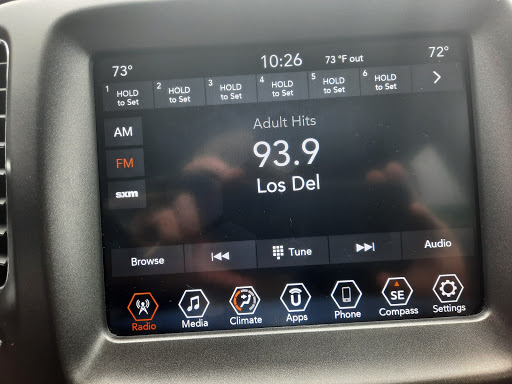 73° 10:26 73 °F out 72°
1 HOLD to Set 2 HOLD to Set 3 HOLD to Set 4 HOLD to Set 5 HOLD to Set 6 HOLD to Set
Adult Hits
AM
93.9
FM
Los Del
sxm
Browse Tune Audio
Radio Media Climate Apps Phone SE Compass Settings